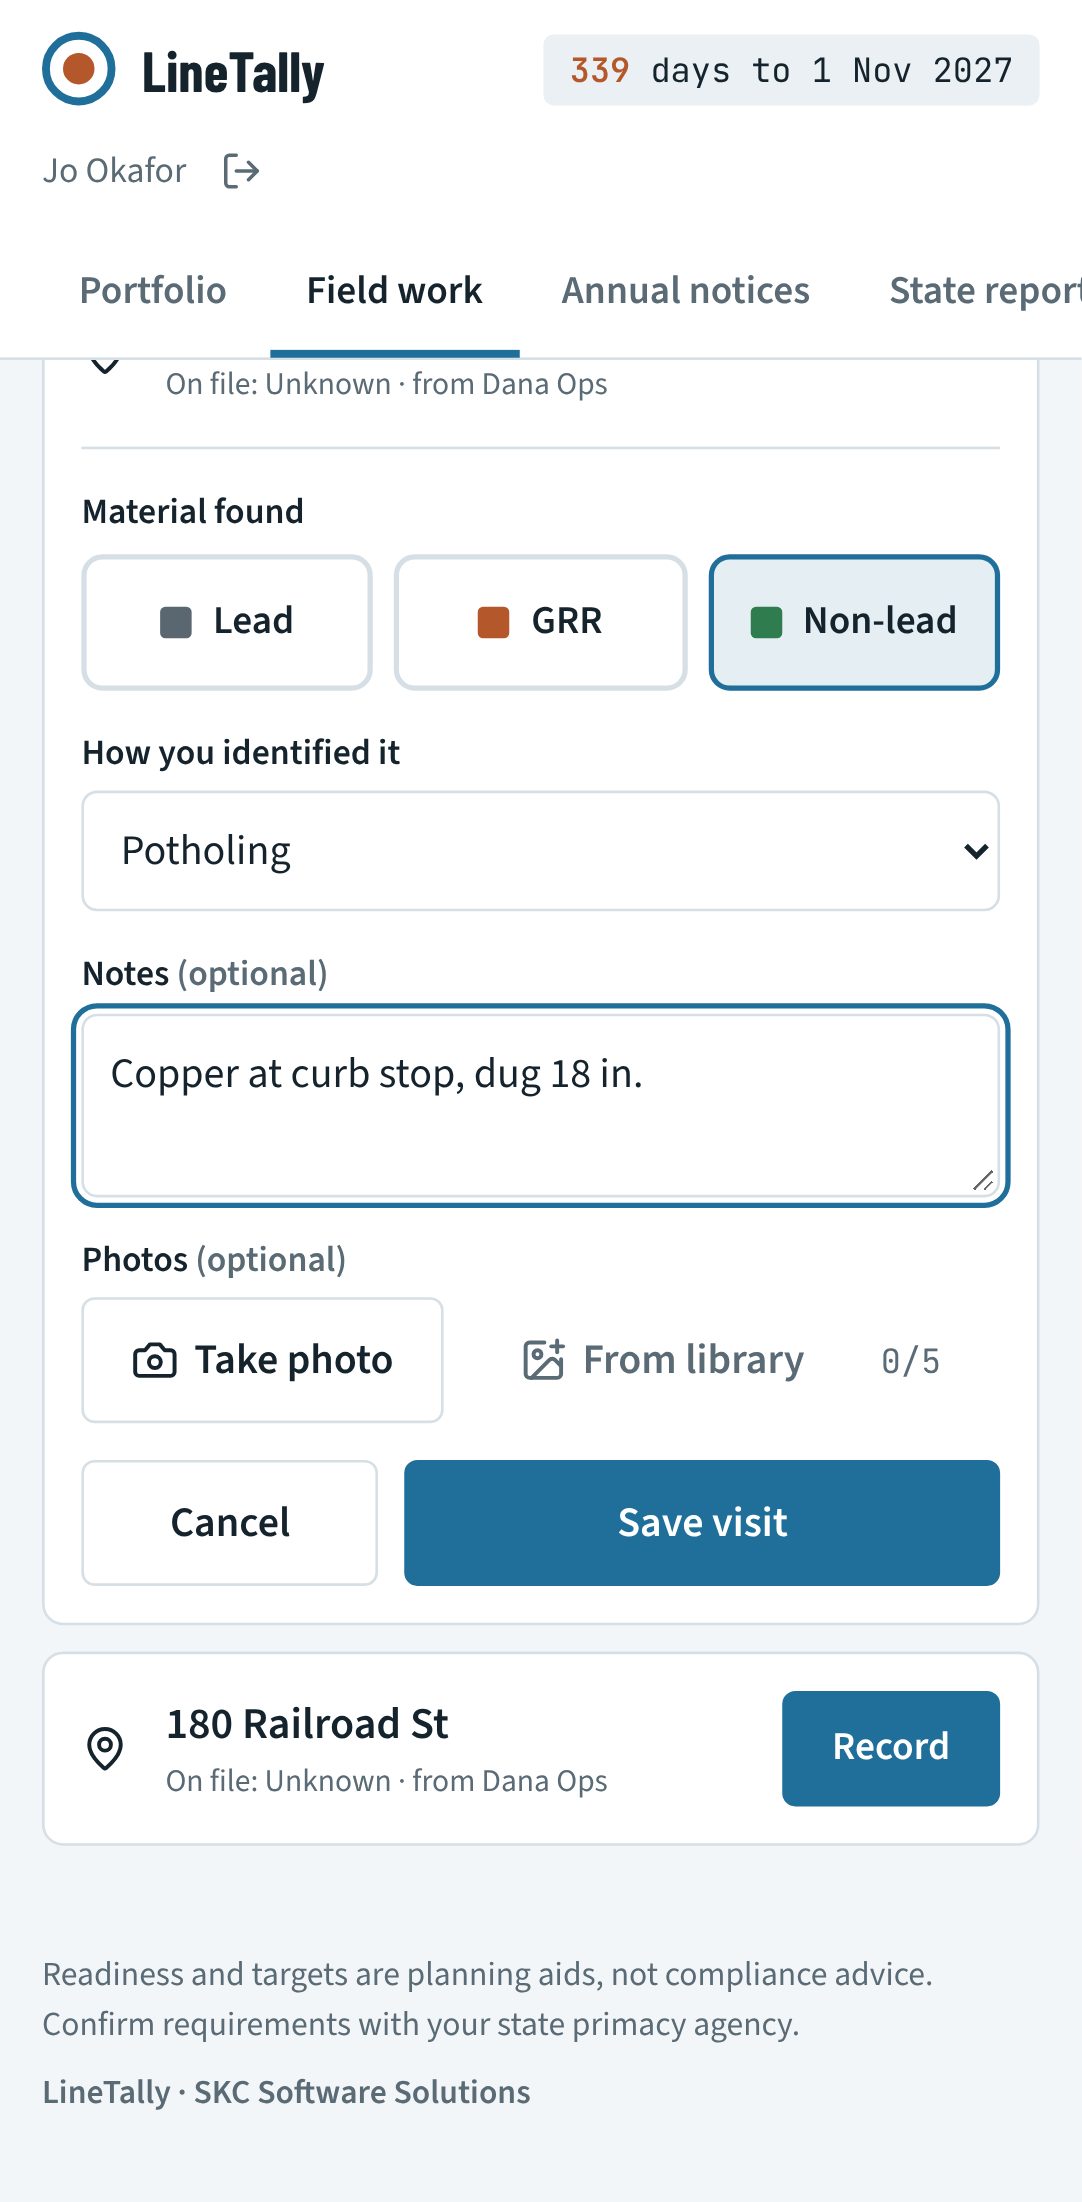 LineTally
339 days to 1 Nov 2027
Jo Okafor
Portfolio Field work Annual notices State report
On file: Unknown · from Dana Ops
Material found
Lead GRR Non-lead
How you identified it
Potholing
Notes (optional)
Copper at curb stop, dug 18 in.
Photos (optional)
Take photo From library 0/5
Cancel Save visit
180 Railroad St
On file: Unknown · from Dana Ops
Record
Readiness and targets are planning aids, not compliance advice.
Confirm requirements with your state primacy agency.
LineTally · SKC Software Solutions